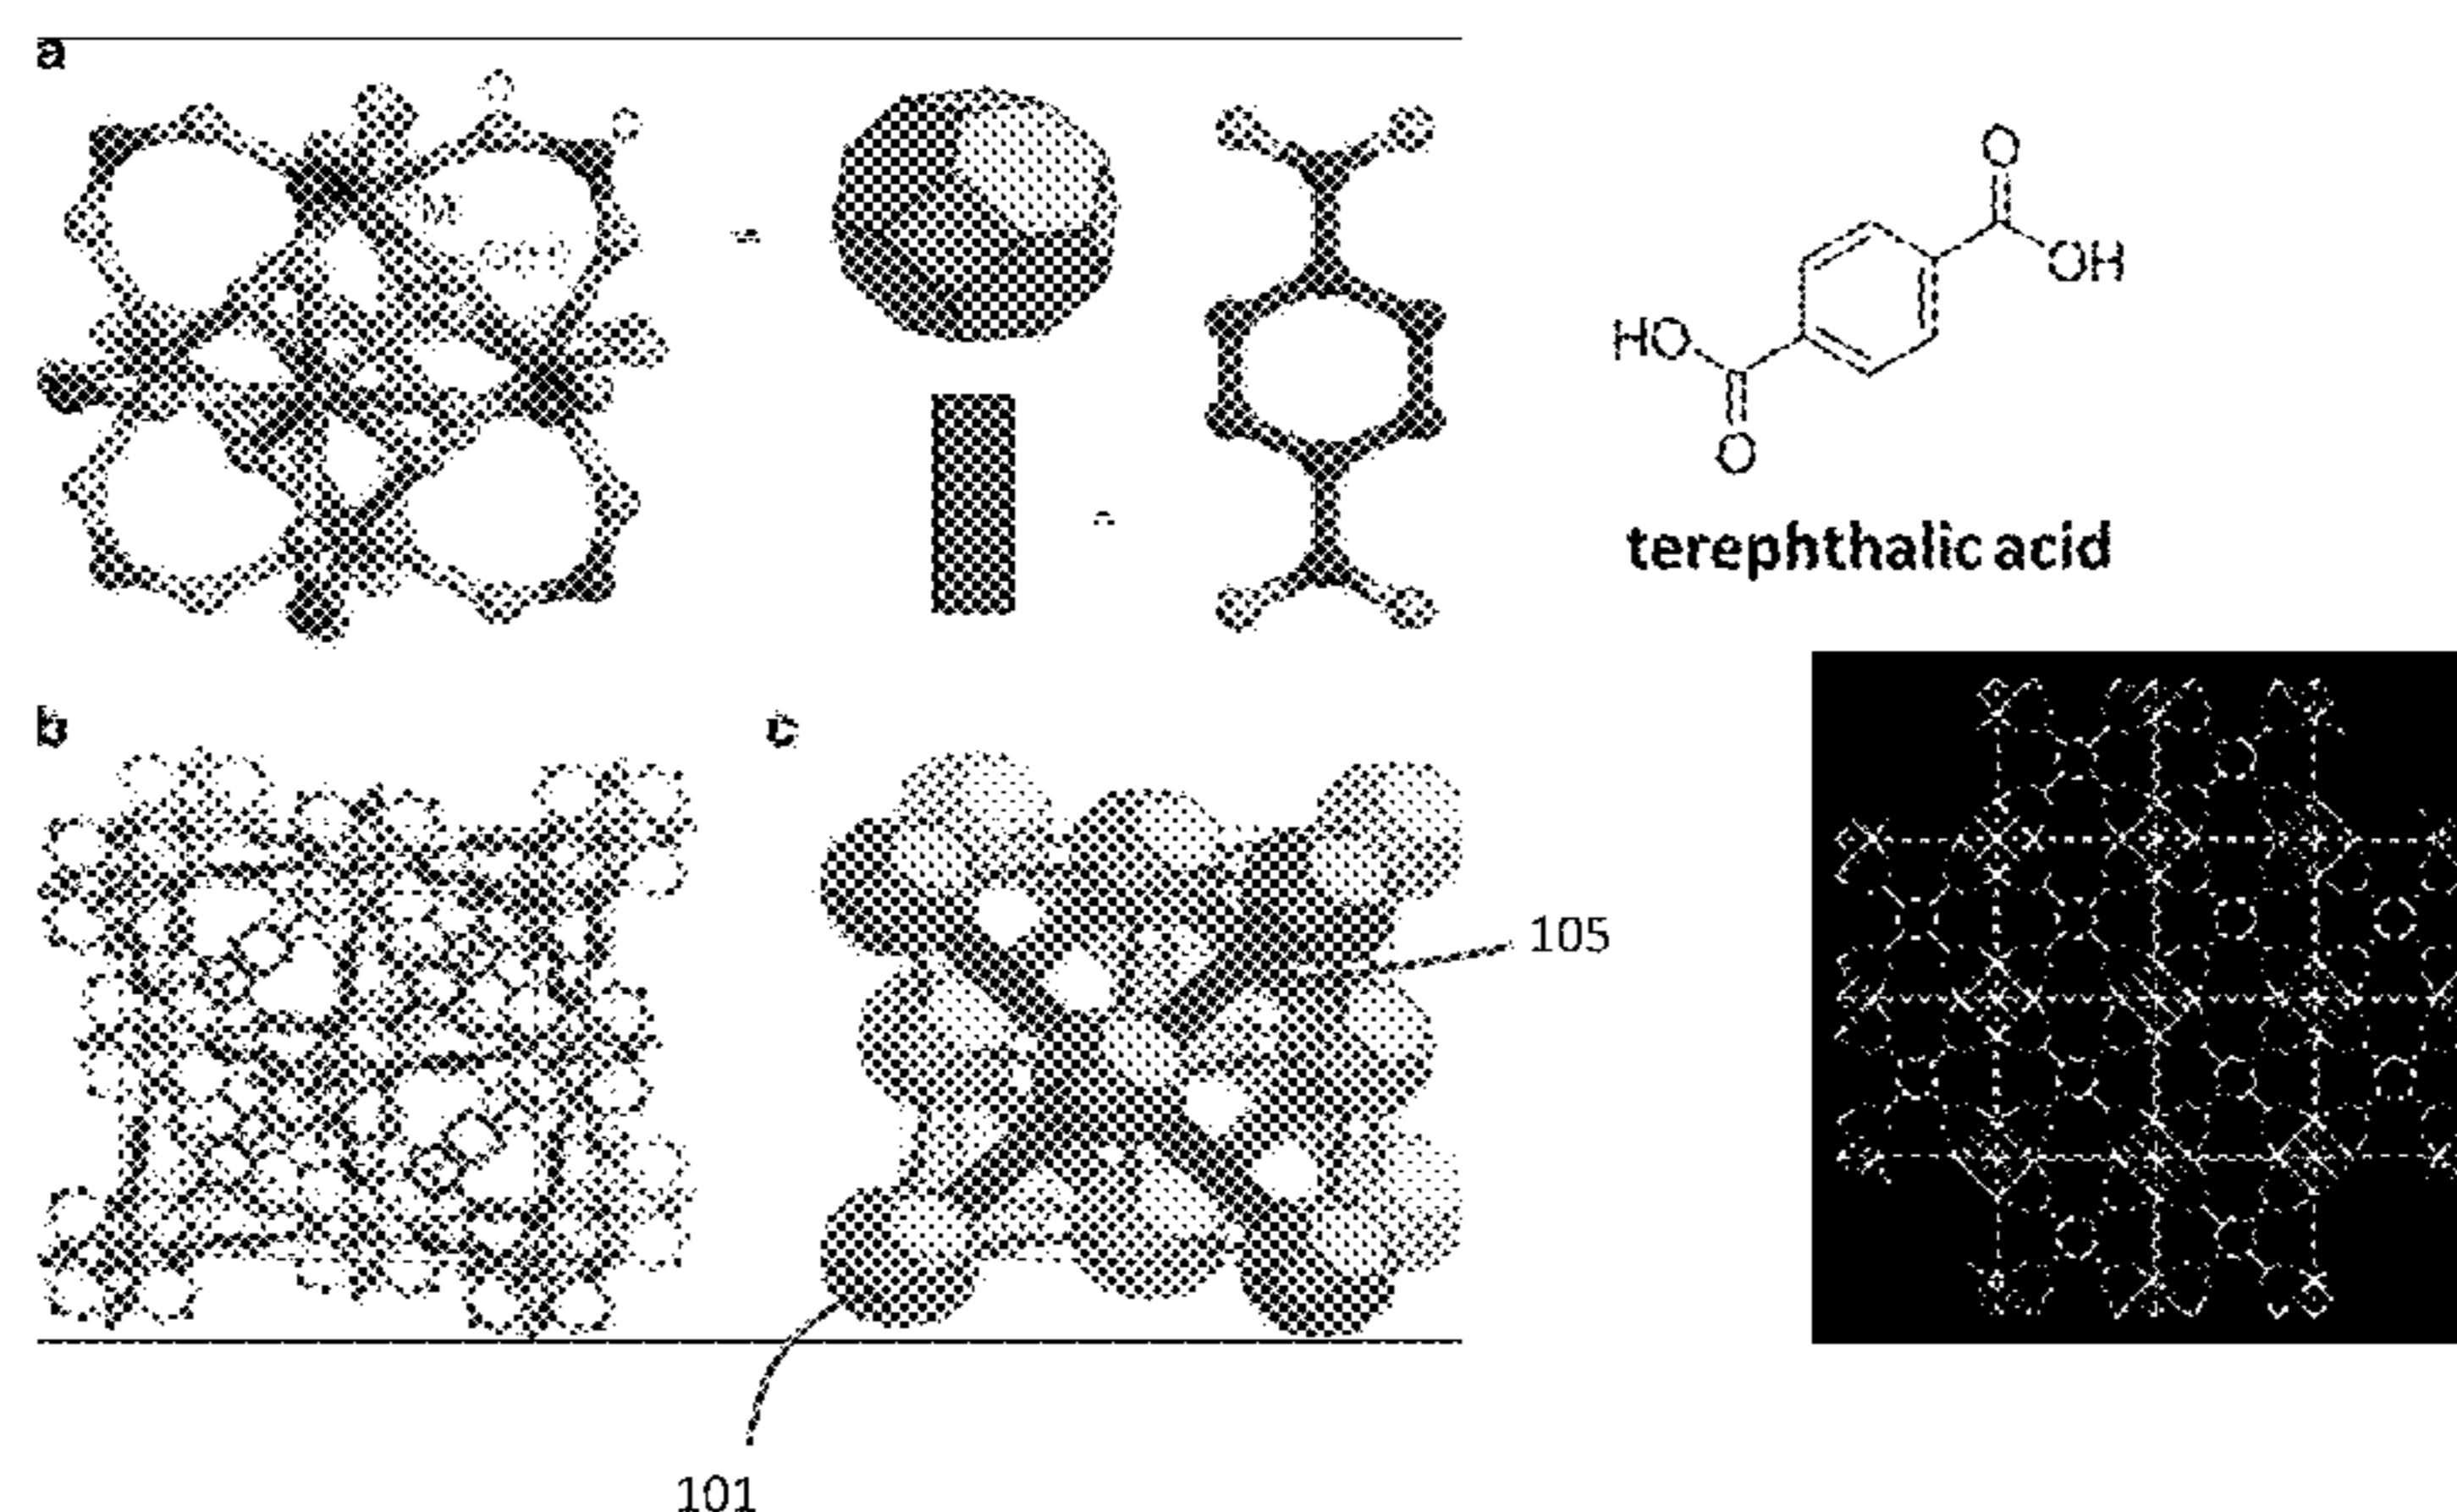 a
M
=
O
OH
HO
O
=
terephthalic acid
b
c
105
101